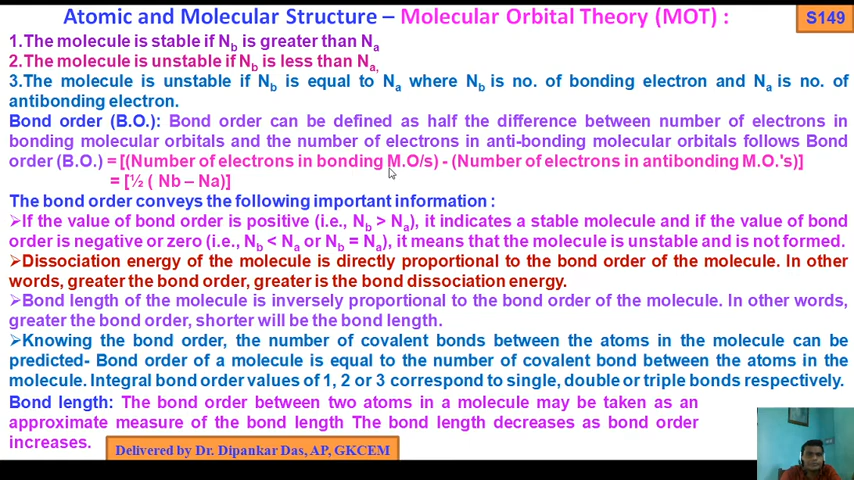 Atomic and Molecular Structure – Molecular Orbital Theory (MOT) :
S149
1.The molecule is stable if Nb is greater than Na
2.The molecule is unstable if Nb is less than Na,
3.The molecule is unstable if Nb is equal to Na where Nb is no. of bonding electron and Na is no. of
antibonding electron.
Bond order (B.O.): Bond order can be defined as half the difference between number of electrons in
bonding molecular orbitals and the number of electrons in anti-bonding molecular orbitals follows Bond
order (B.O.) = [(Number of electrons in bonding M.O/s) - (Number of electrons in antibonding M.O.'s)]
= [½ ( Nb – Na)]
The bond order conveys the following important information :
➢If the value of bond order is positive (i.e., Nb > Na), it indicates a stable molecule and if the value of bond
order is negative or zero (i.e., Nb < Na or Nb = Na), it means that the molecule is unstable and is not formed.
➢Dissociation energy of the molecule is directly proportional to the bond order of the molecule. In other
words, greater the bond order, greater is the bond dissociation energy.
➢Bond length of the molecule is inversely proportional to the bond order of the molecule. In other words,
greater the bond order, shorter will be the bond length.
➢Knowing the bond order, the number of covalent bonds between the atoms in the molecule can be
predicted- Bond order of a molecule is equal to the number of covalent bond between the atoms in the
molecule. Integral bond order values of 1, 2 or 3 correspond to single, double or triple bonds respectively.
Bond length: The bond order between two atoms in a molecule may be taken as an
approximate measure of the bond length The bond length decreases as bond order
increases.
Delivered by Dr. Dipankar Das, AP, GKCEM